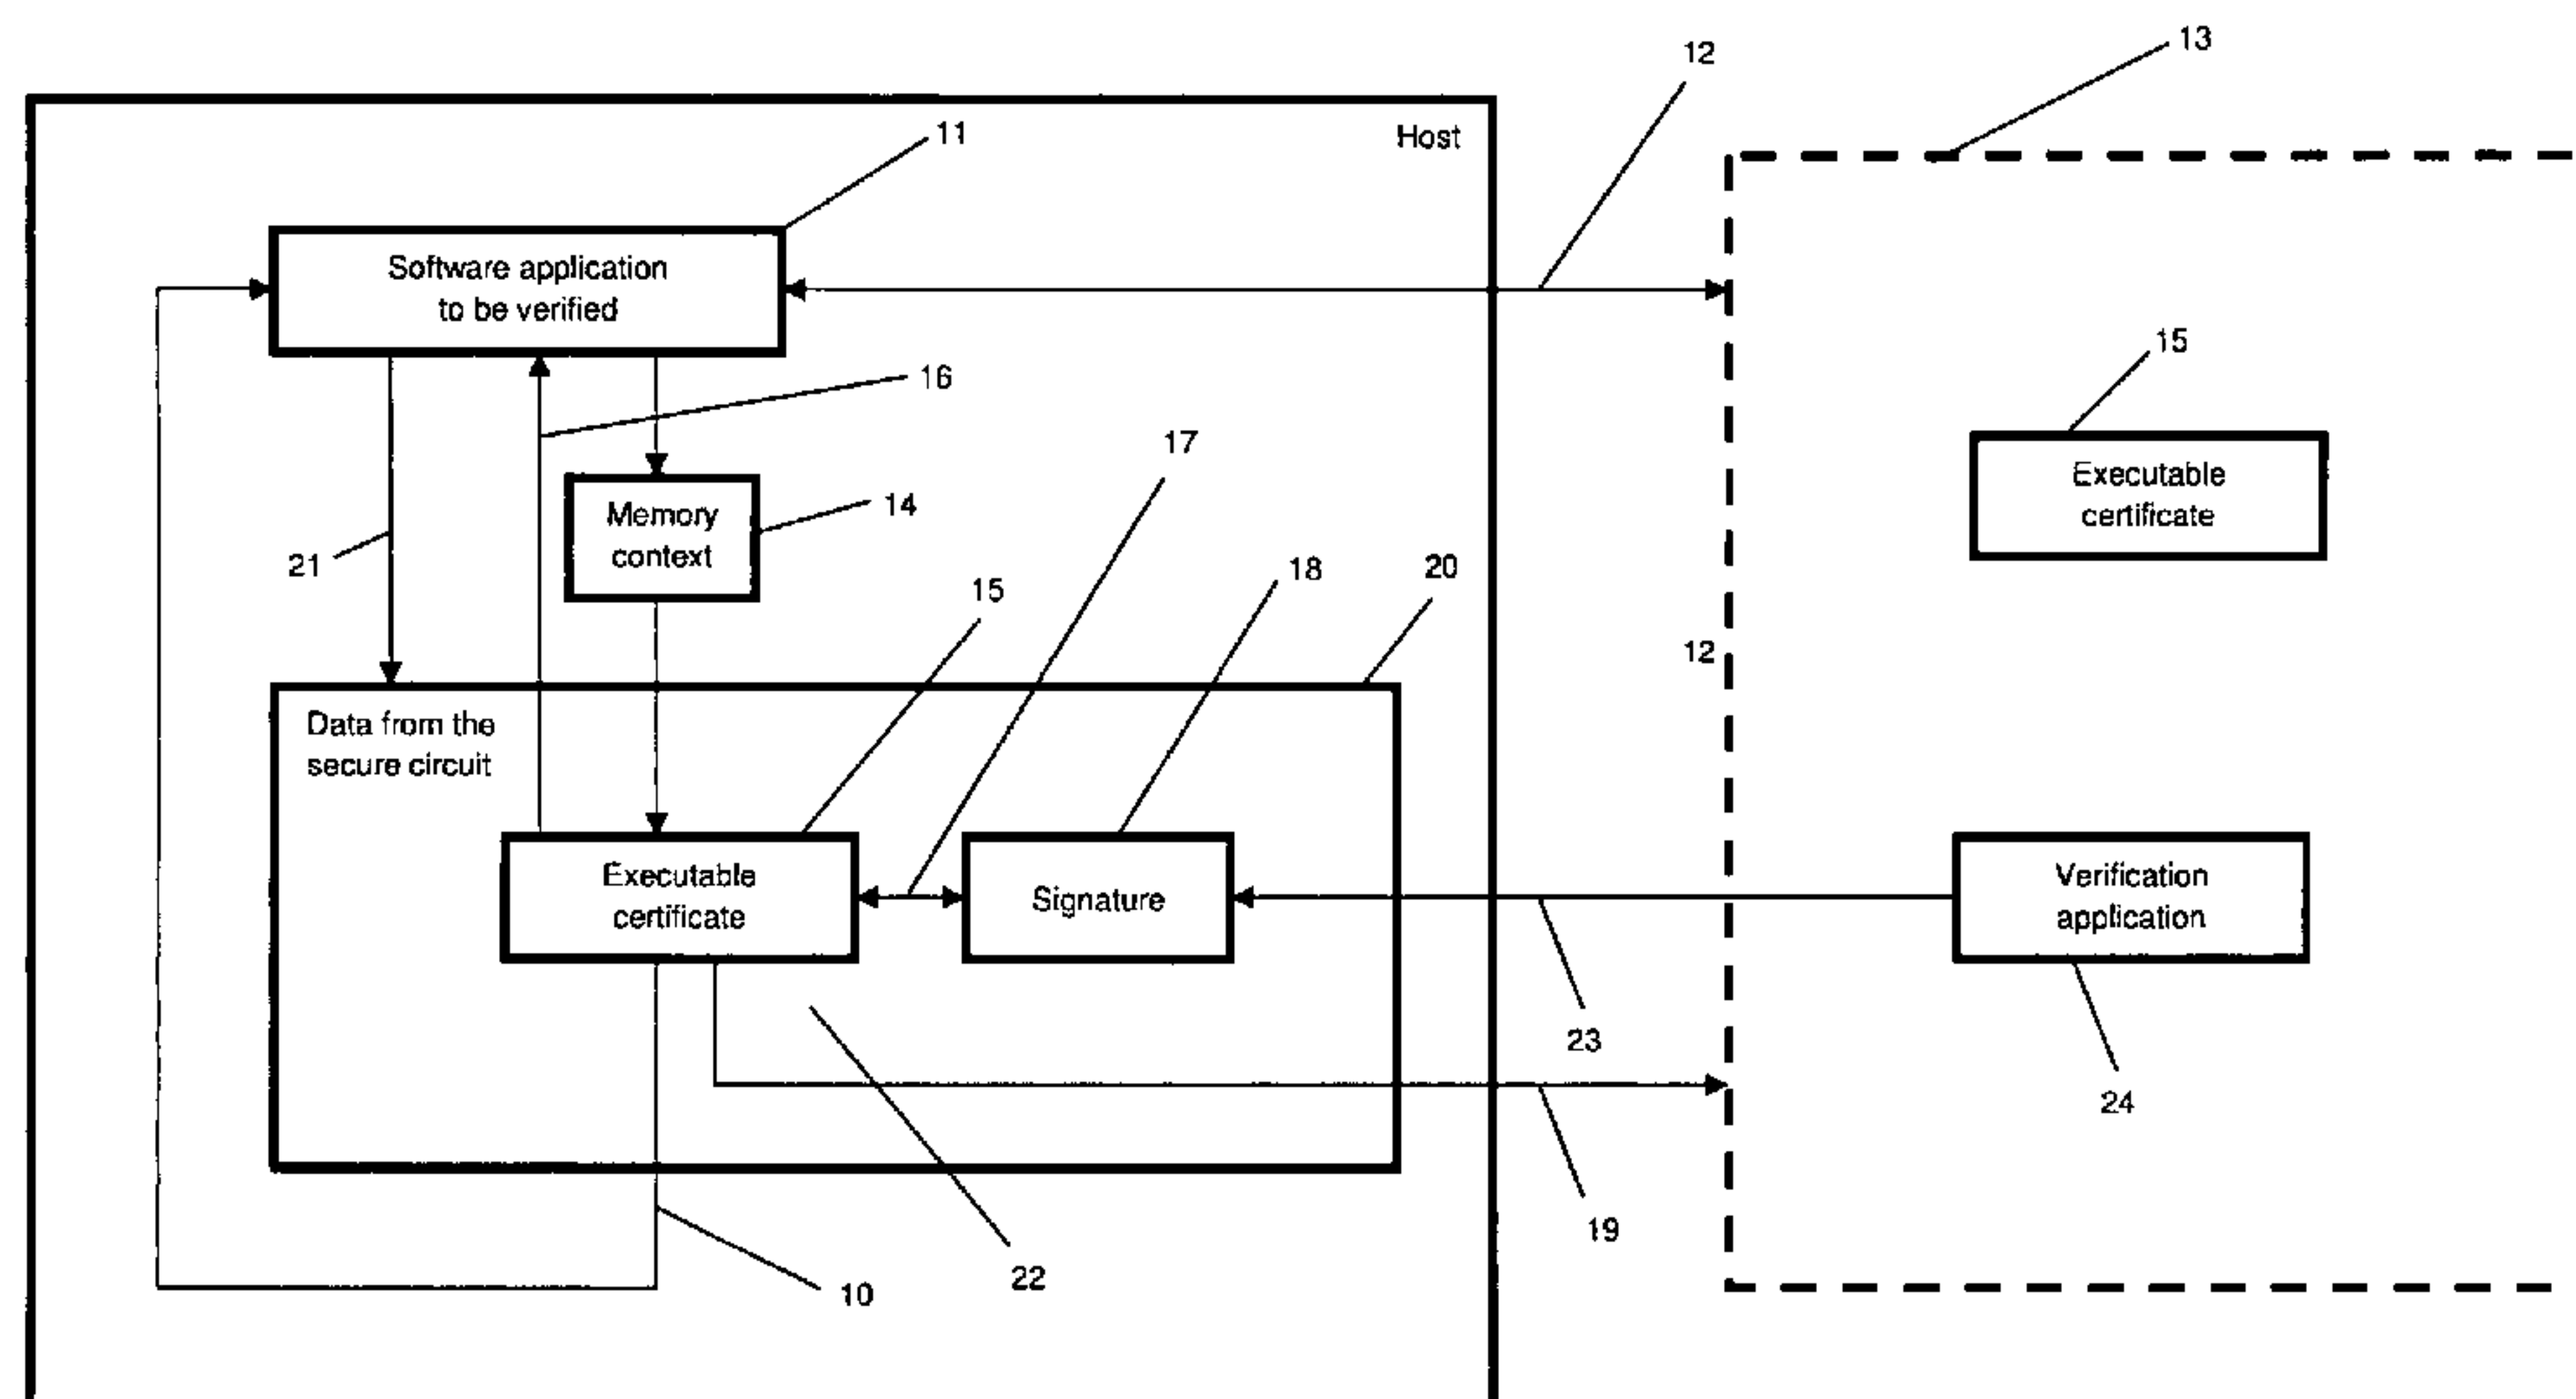 13
12
Host
11
Software application
to be verified
15
16
Executable
certificate
17
Memory
context
14
21
18
20
15
12
Data from the
secure circuit
Executable
certificate
Signature
Verification
application
23
24
19
22
10